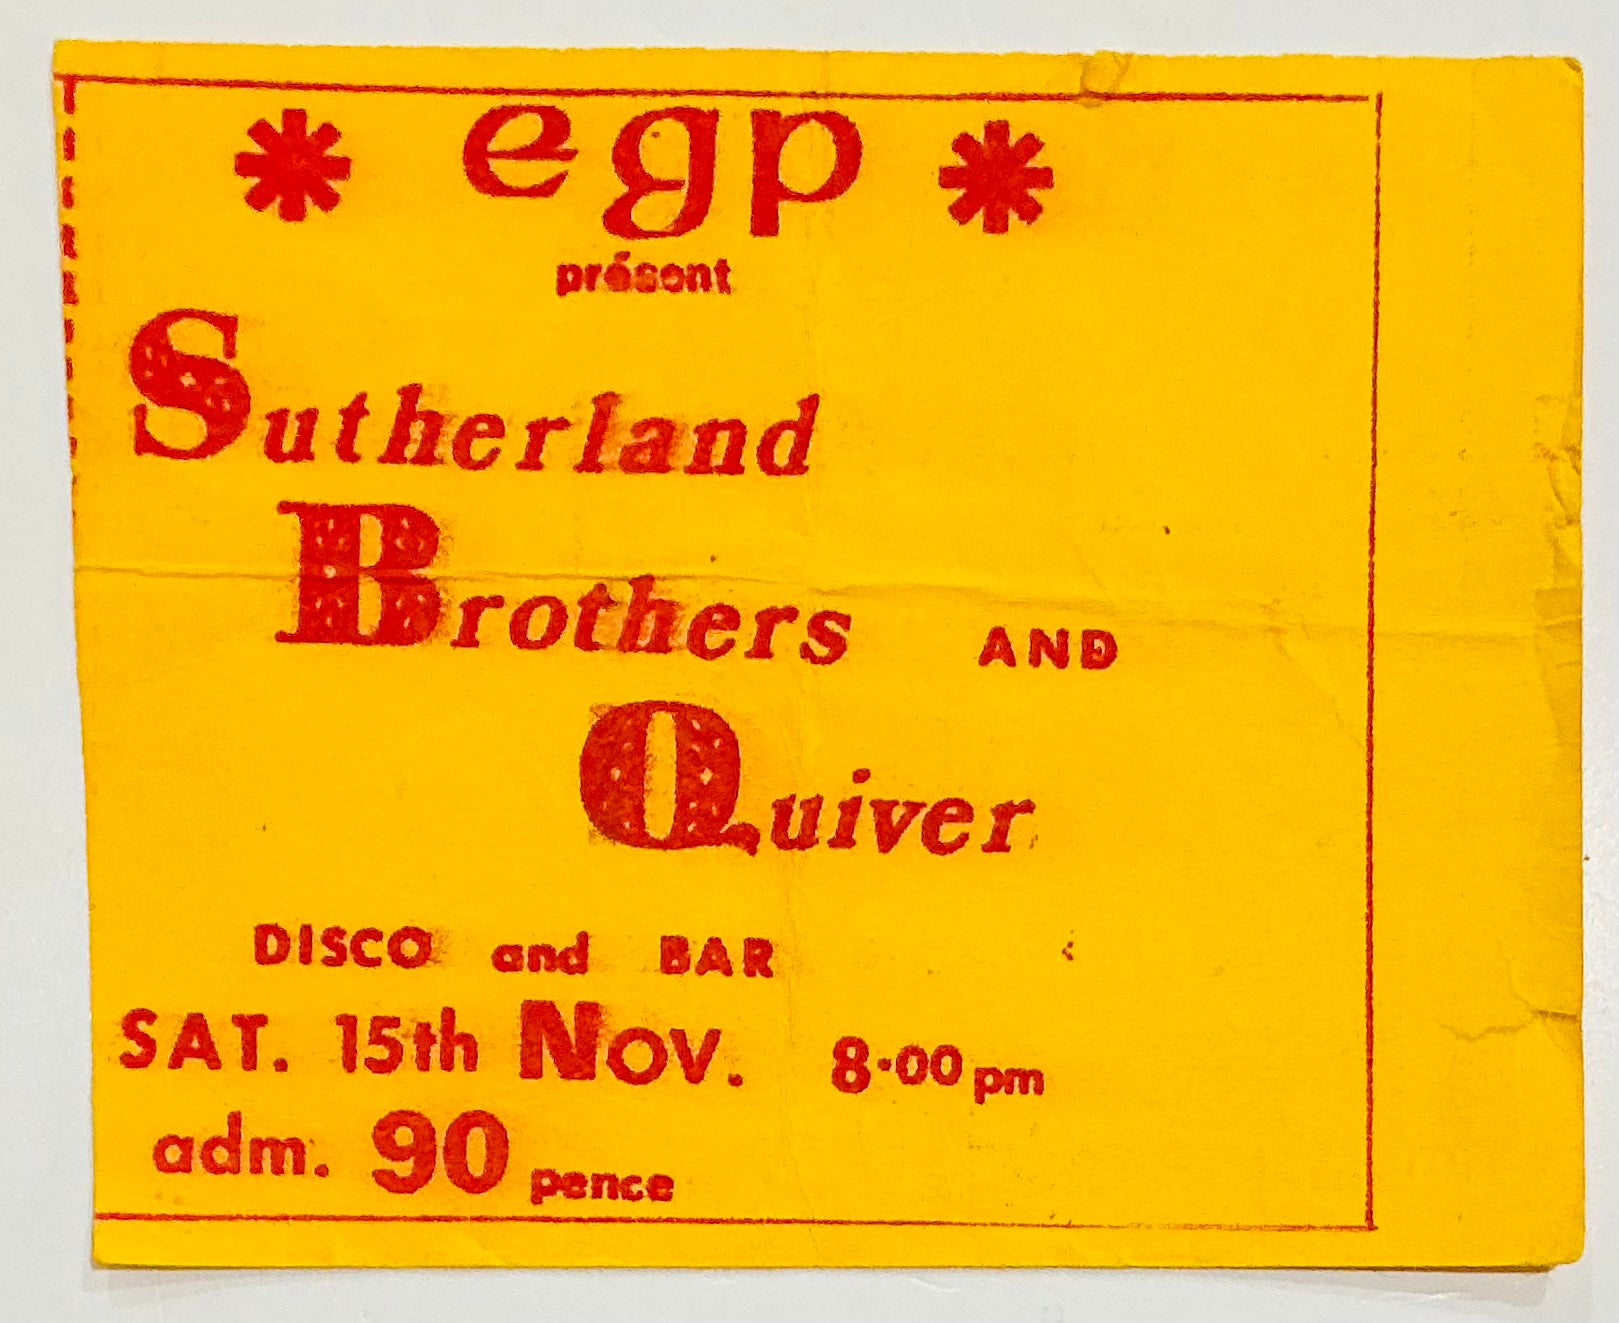 * egp *
présent
Sutherland
Brothers AND
Quiver
DISCO and BAR
SAT. 15th Nov. 8·00 pm
adm. 90 pence